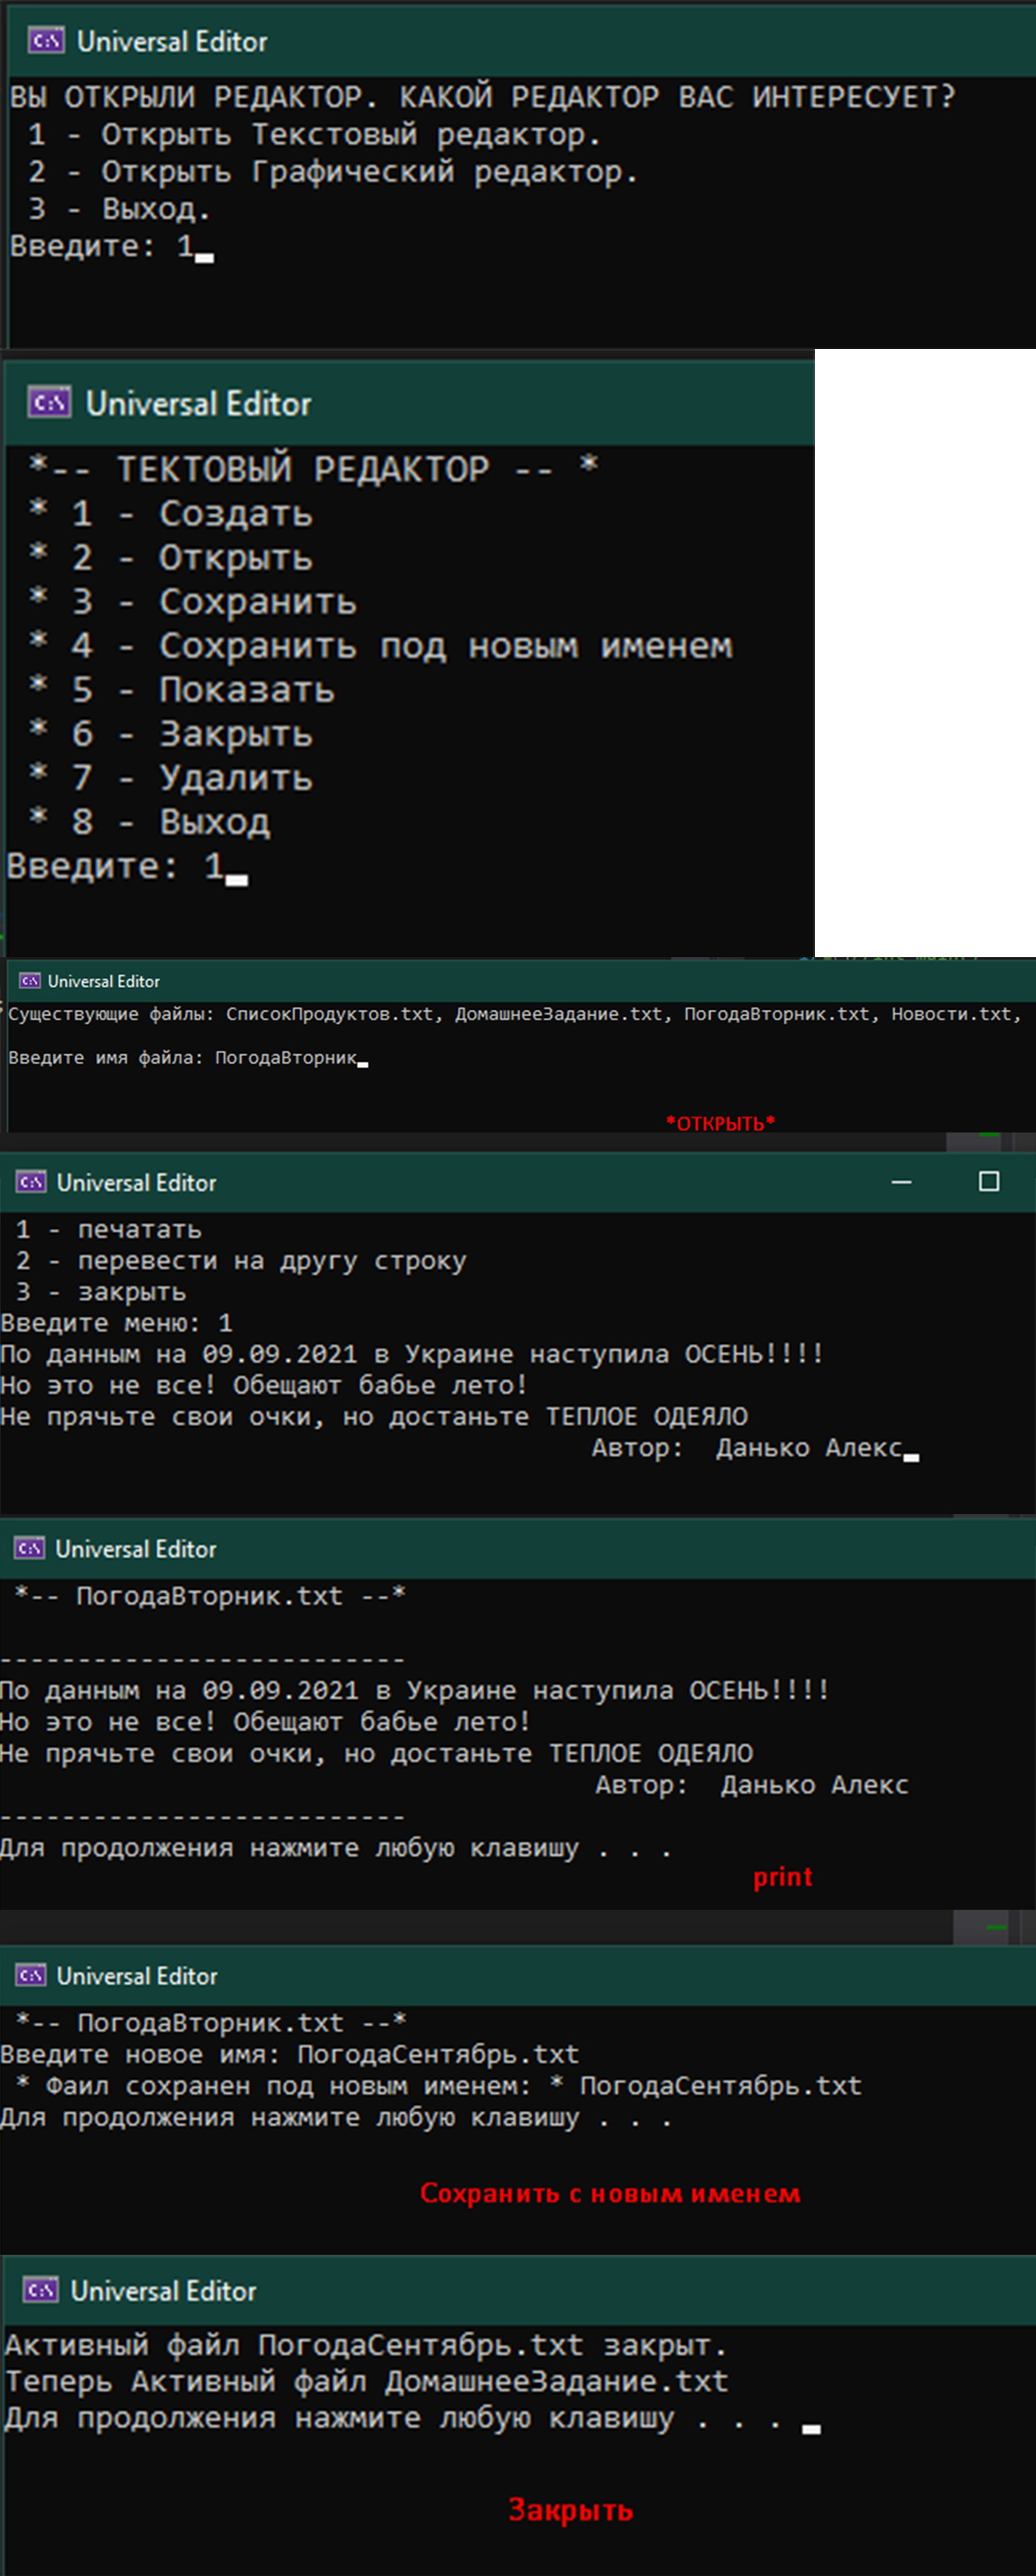 Universal Editor
ВЫ ОТКРЫЛИ РЕДАКТОР. КАКОЙ РЕДАКТОР ВАС ИНТЕРЕСУЕТ?
1 - Открыть Текстовый редактор.
2 - Открыть Графический редактор.
3 - Выход.
Введите: 1
Universal Editor
*-- ТЕКТОВЫЙ РЕДАКТОР -- *
* 1 - Создать
* 2 - Открыть
* 3 - Сохранить
* 4 - Сохранить под новым именем
* 5 - Показать
* 6 - Закрыть
* 7 - Удалить
* 8 - Выход
Введите: 1
Universal Editor
Существующие файлы: СписокПродуктов.txt, ДомашнееЗадание.txt, ПогодаВторник.txt, Новости.txt,
Введите имя файла: ПогодаВторник
*ОТКРЫТЬ*
Universal Editor
1 - печатать
2 - перевести на другу строку
3 - закрыть
Введите меню: 1
По данным на 09.09.2021 в Украине наступила ОСЕНЬ!!!!
Но это не все! Обещают бабье лето!
Не прячьте свои очки, но достаньте ТЕПЛОЕ ОДЕЯЛО
Автор:  Данько Алекс
Universal Editor
*-- ПогодаВторник.txt --*
--------------------------
По данным на 09.09.2021 в Украине наступила ОСЕНЬ!!!!
Но это не все! Обещают бабье лето!
Не прячьте свои очки, но достаньте ТЕПЛОЕ ОДЕЯЛО
Автор:  Данько Алекс
--------------------------
Для продолжения нажмите любую клавишу . . .
print
Universal Editor
*-- ПогодаВторник.txt --*
Введите новое имя: ПогодаСентябрь.txt
* Фаил сохранен под новым именем: * ПогодаСентябрь.txt
Для продолжения нажмите любую клавишу . . .
Сохранить с новым именем
Universal Editor
Активный файл ПогодаСентябрь.txt закрыт.
Теперь Активный файл ДомашнееЗадание.txt
Для продолжения нажмите любую клавишу . . .
Закрыть